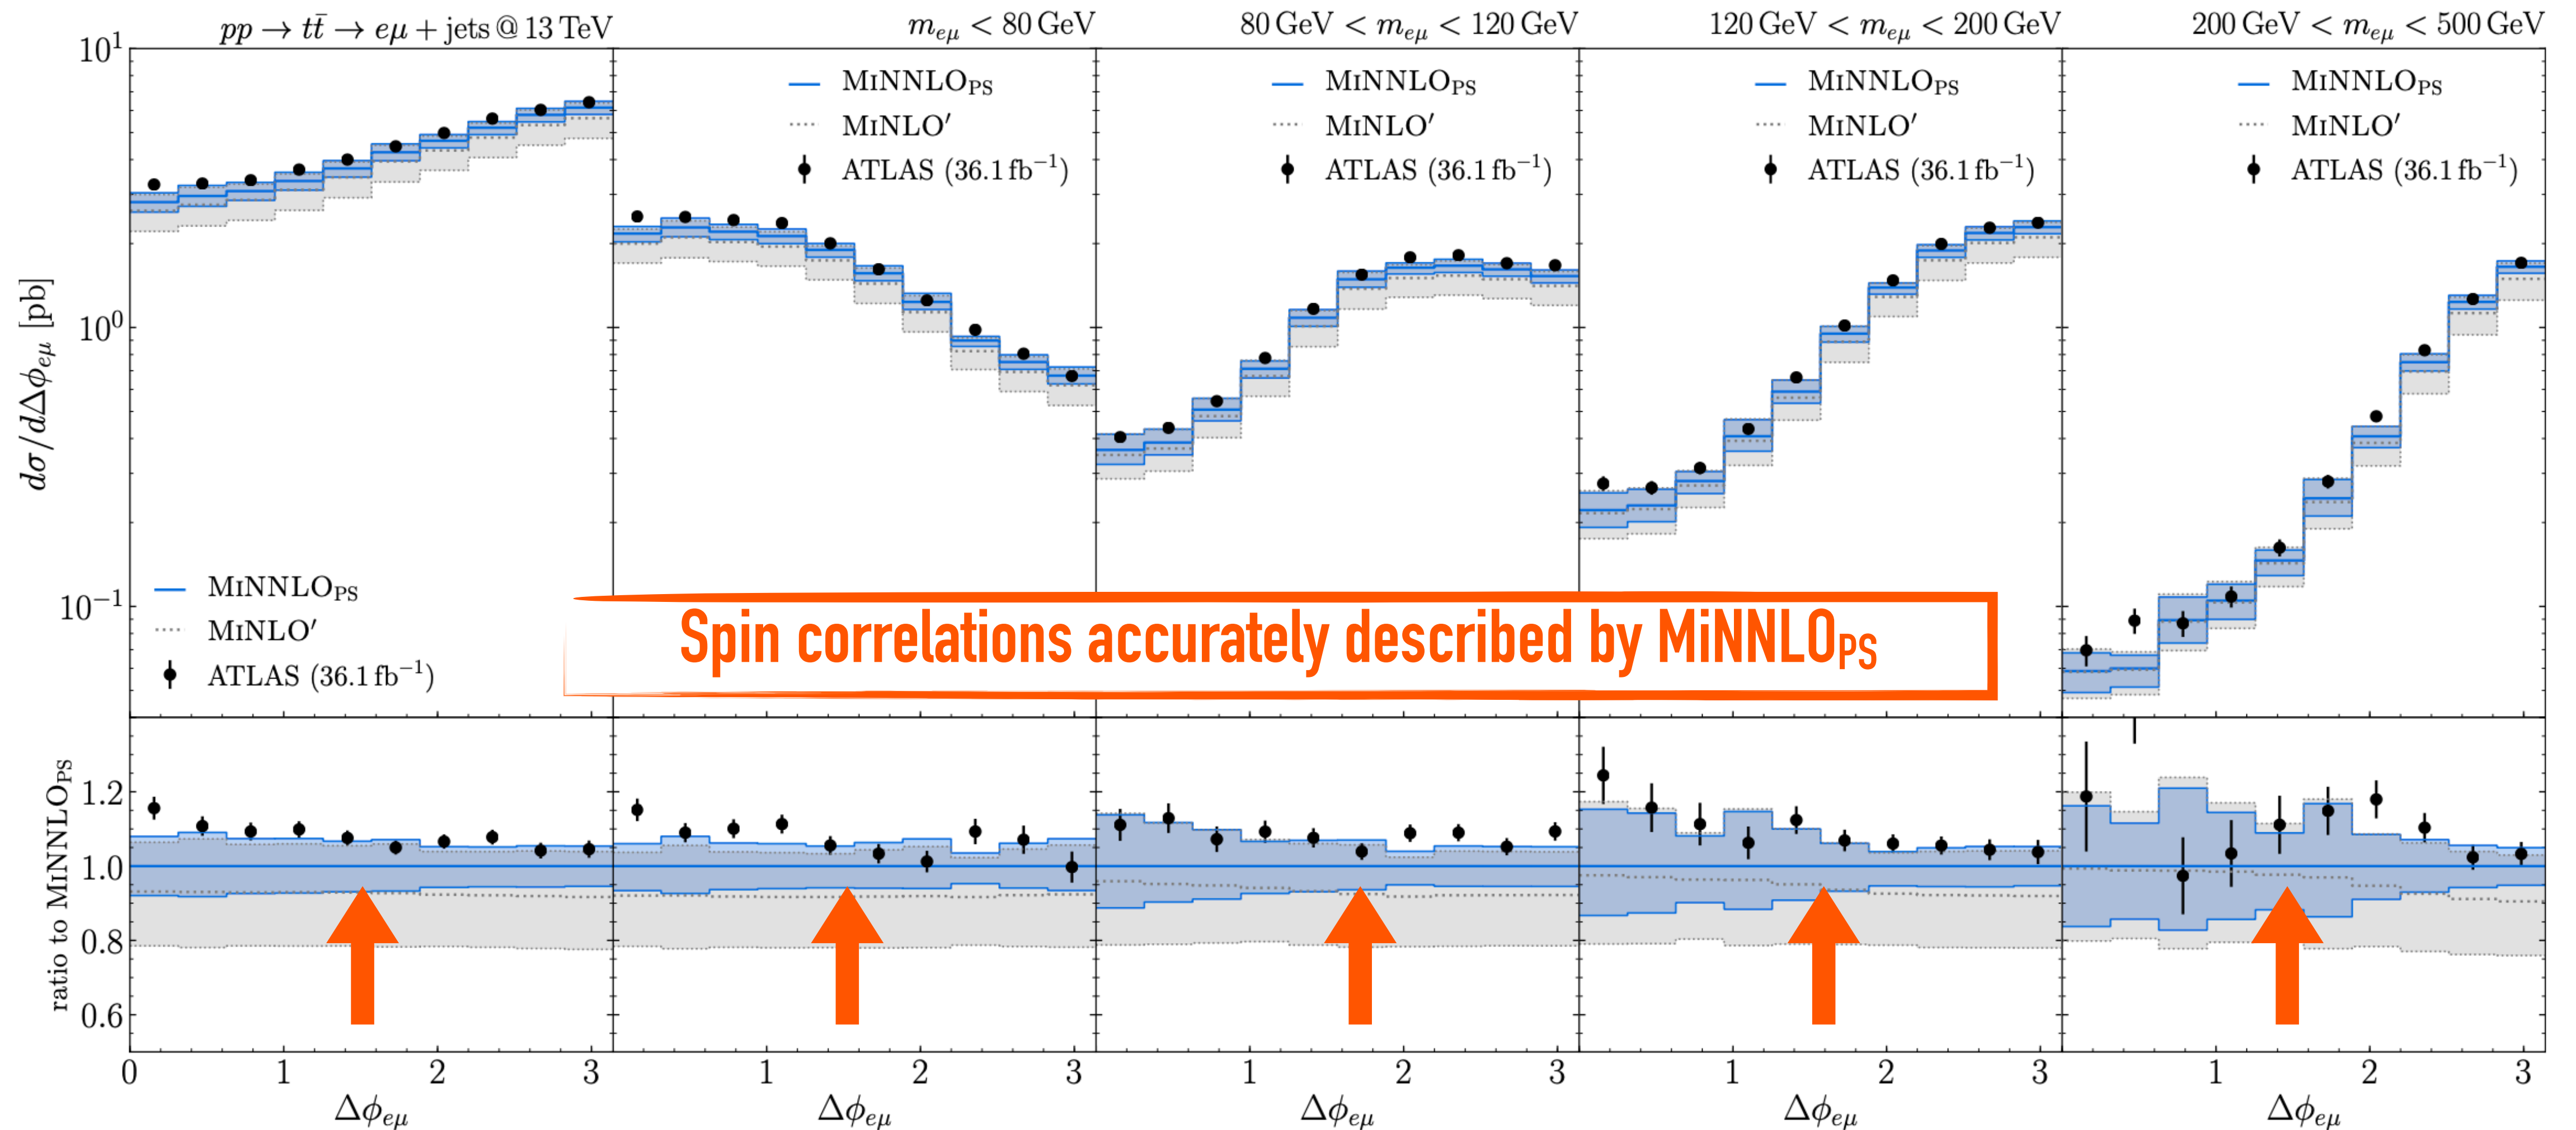 pp → tt̄ → eμ + jets @ 13 TeV
m_eμ < 80 GeV
80 GeV < m_eμ < 120 GeV
120 GeV < m_eμ < 200 GeV
200 GeV < m_eμ < 500 GeV
dσ/dΔϕ_eμ [pb]
10¹
10⁰
10⁻¹
MiNNLO_PS
MiNLO′
ATLAS (36.1 fb⁻¹)
MiNNLO_PS
MiNLO′
ATLAS (36.1 fb⁻¹)
MiNNLO_PS
MiNLO′
ATLAS (36.1 fb⁻¹)
MiNNLO_PS
MiNLO′
ATLAS (36.1 fb⁻¹)
MiNNLO_PS
MiNLO′
ATLAS (36.1 fb⁻¹)
Spin correlations accurately described by MiNNLO_PS
ratio to MiNNLO_PS
1.2
1.0
0.8
0.6
0 1 2 3 1 2 3 1 2 3 1 2 3 1 2 3
Δϕ_eμ Δϕ_eμ Δϕ_eμ Δϕ_eμ Δϕ_eμ